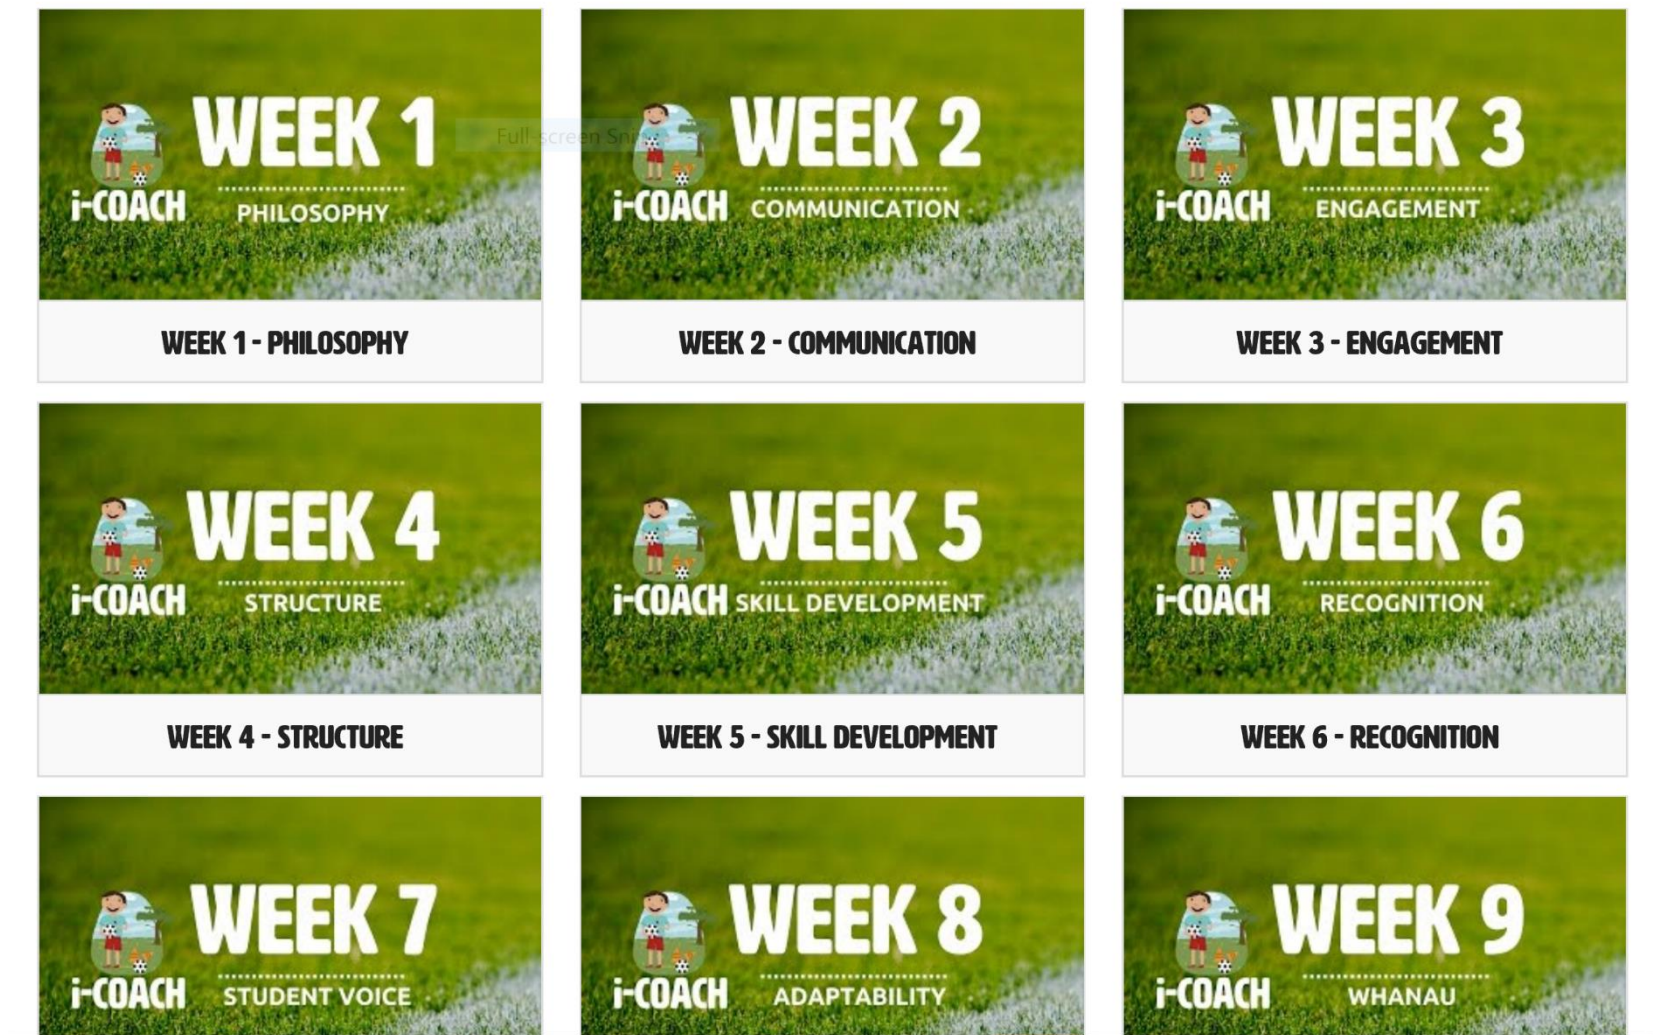 WEEK 1
i-COACH
PHILOSOPHY
WEEK 1 - PHILOSOPHY
Full-screen
WEEK 2
i-COACH
COMMUNICATION
WEEK 2 - COMMUNICATION
WEEK 3
i-COACH
ENGAGEMENT
WEEK 3 - ENGAGEMENT
WEEK 4
i-COACH
STRUCTURE
WEEK 4 - STRUCTURE
WEEK 5
i-COACH
SKILL DEVELOPMENT
WEEK 5 - SKILL DEVELOPMENT
WEEK 6
i-COACH
RECOGNITION
WEEK 6 - RECOGNITION
WEEK 7
i-COACH
STUDENT VOICE
WEEK 8
i-COACH
ADAPTABILITY
WEEK 9
i-COACH
WHANAU